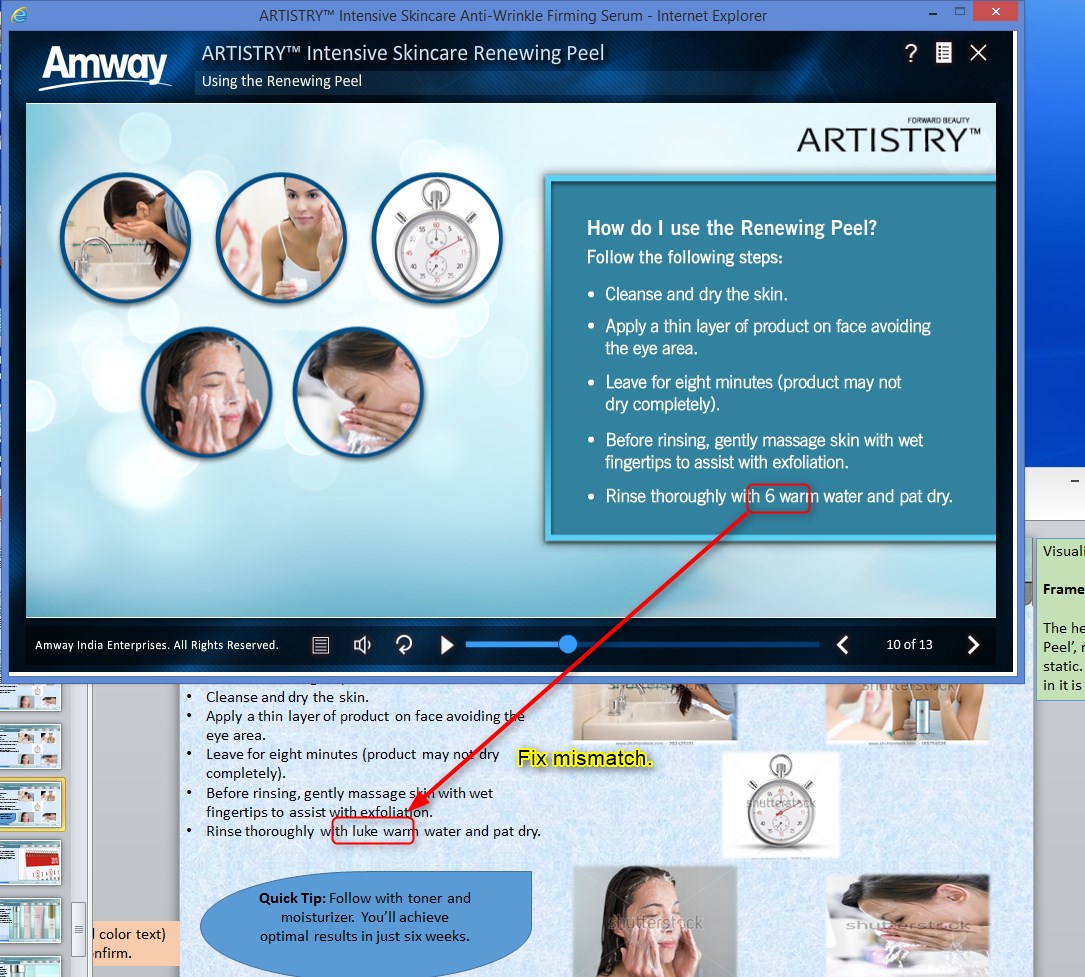 ARTISTRY™ Intensive Skincare Anti-Wrinkle Firming Serum - Internet Explorer
Amway
ARTISTRY™ Intensive Skincare Renewing Peel
Using the Renewing Peel
FORWARD BEAUTY
ARTISTRY™
How do I use the Renewing Peel?
Follow the following steps:
• Cleanse and dry the skin.
• Apply a thin layer of product on face avoiding
the eye area.
• Leave for eight minutes (product may not
dry completely).
• Before rinsing, gently massage skin with wet
fingertips to assist with exfoliation.
• Rinse thoroughly with 6 warm water and pat dry.
Amway India Enterprises. All Rights Reserved.
10 of 13
Visuali
Frame
The he
Peel’, r
static.
in it is
• Cleanse and dry the skin.
• Apply a thin layer of product on face avoiding the
eye area.
• Leave for eight minutes (product may not dry
completely).
• Before rinsing, gently massage skin with wet
fingertips to assist with exfoliation.
• Rinse thoroughly with luke warm water and pat dry.
Fix mismatch.
Quick Tip: Follow with toner and
moisturizer. You’ll achieve
optimal results in just six weeks.
color text)
nfirm.
shutterstock
shutterstock
shutterstock
shutterstock
shutterstock